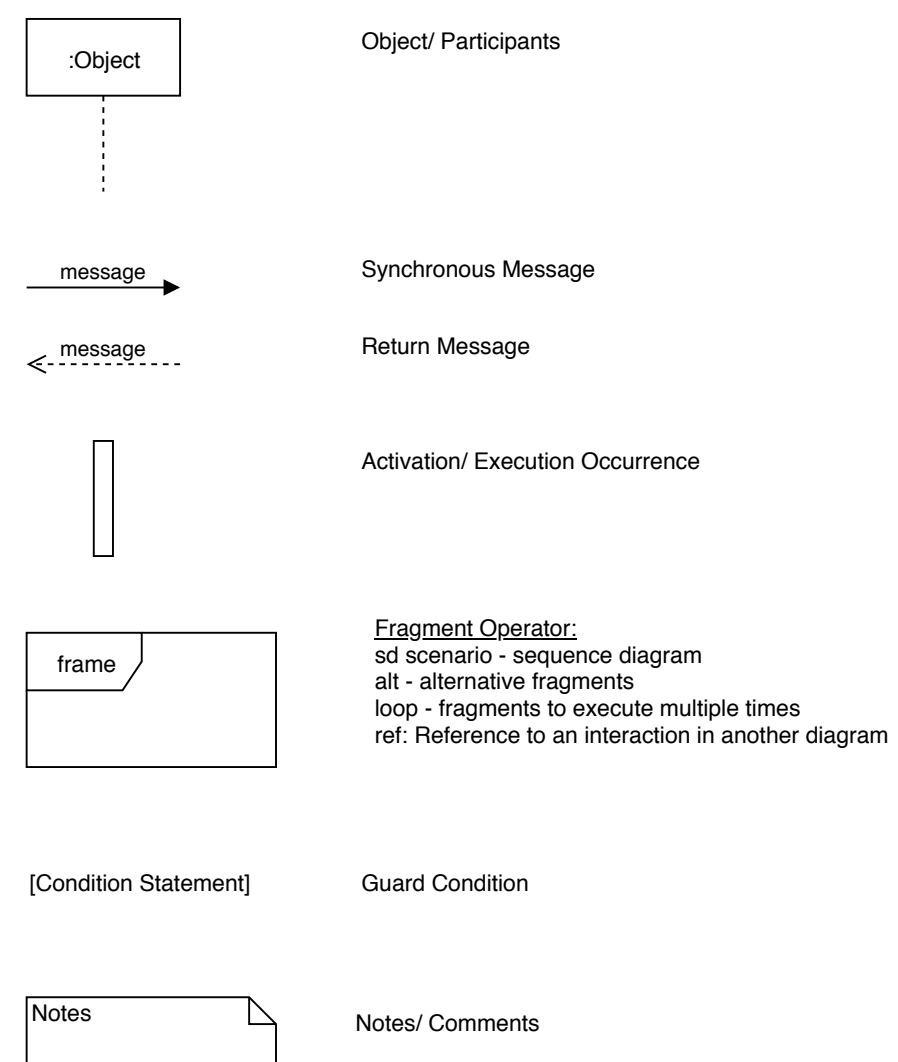 :Object
Object/ Participants
message
Synchronous Message
message
Return Message
Activation/ Execution Occurrence
frame
Fragment Operator:
sd scenario - sequence diagram
alt - alternative fragments
loop - fragments to execute multiple times
ref: Reference to an interaction in another diagram
[Condition Statement]
Guard Condition
Notes
Notes/ Comments